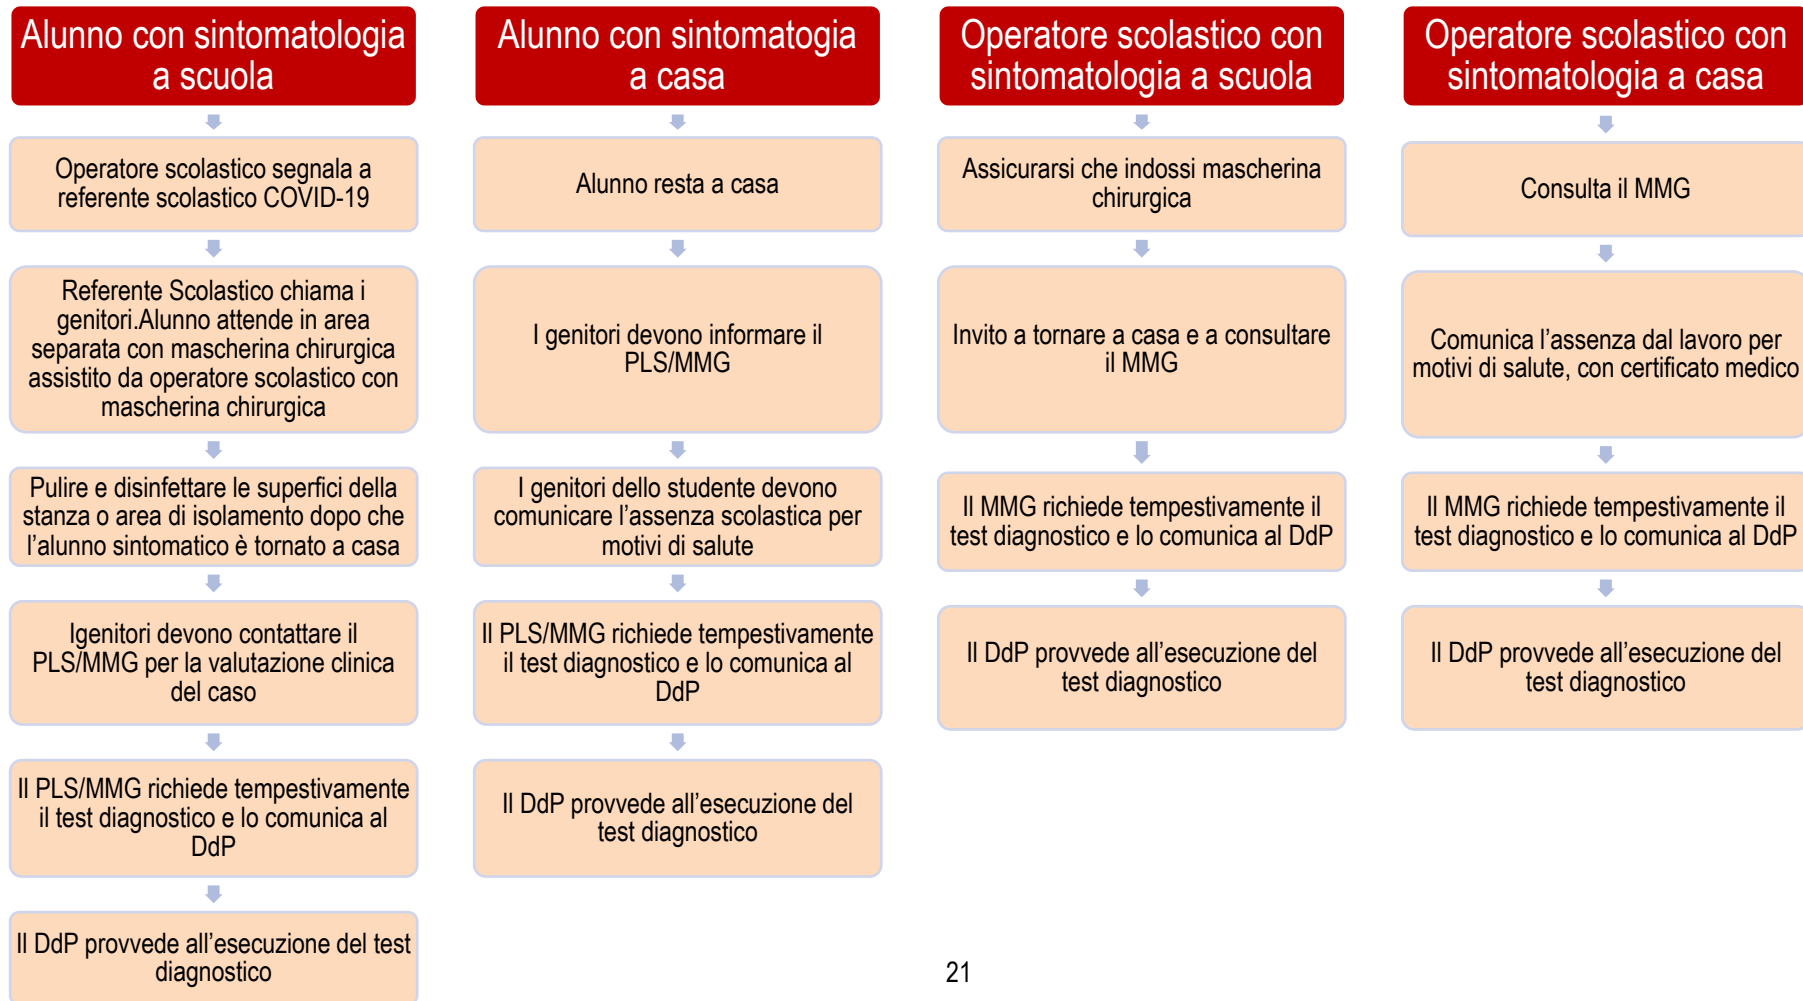 Alunno con sintomatologia
a scuola
Operatore scolastico segnala a
referente scolastico COVID-19
Referente Scolastico chiama i
genitori.Alunno attende in area
separata con mascherina chirurgica
assistito da operatore scolastico con
mascherina chirurgica
Pulire e disinfettare le superfici della
stanza o area di isolamento dopo che
l’alunno sintomatico è tornato a casa
Igenitori devono contattare il
PLS/MMG per la valutazione clinica
del caso
Il PLS/MMG richiede tempestivamente
il test diagnostico e lo comunica al
DdP
Il DdP provvede all’esecuzione del test
diagnostico
Alunno con sintomatogia
a casa
Alunno resta a casa
I genitori devono informare il
PLS/MMG
I genitori dello studente devono
comunicare l’assenza scolastica per
motivi di salute
Il PLS/MMG richiede tempestivamente
il test diagnostico e lo comunica al
DdP
Il DdP provvede all’esecuzione del
test diagnostico
Operatore scolastico con
sintomatologia a scuola
Assicurarsi che indossi mascherina
chirurgica
Invito a tornare a casa e a consultare
il MMG
Il MMG richiede tempestivamente il
test diagnostico e lo comunica al DdP
Il DdP provvede all’esecuzione del
test diagnostico
Operatore scolastico con
sintomatologia a casa
Consulta il MMG
Comunica l’assenza dal lavoro per
motivi di salute, con certificato medico
Il MMG richiede tempestivamente il
test diagnostico e lo comunica al DdP
Il DdP provvede all’esecuzione del
test diagnostico
21